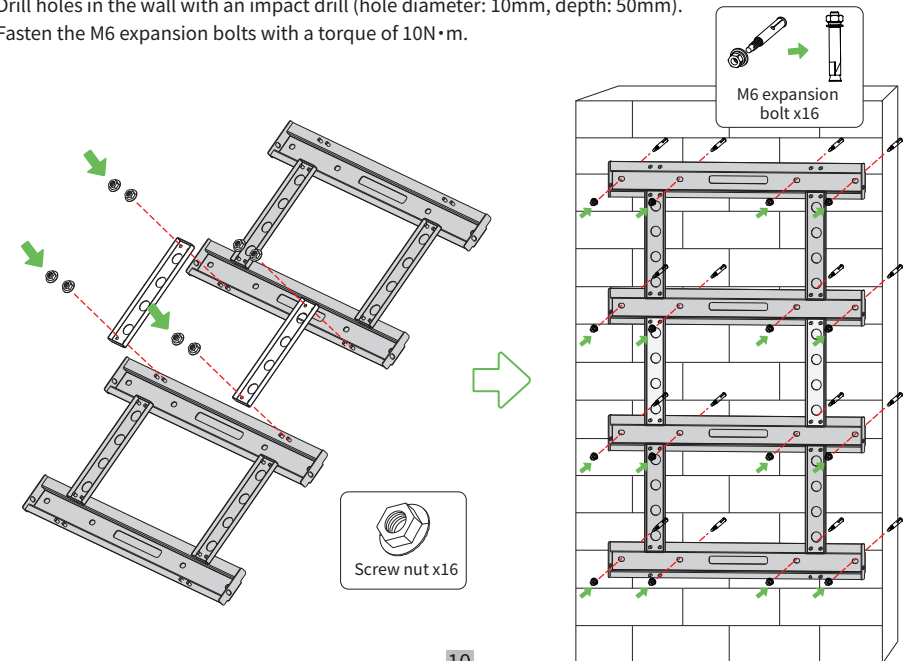 Drill holes in the wall with an impact drill (hole diameter: 10mm, depth: 50mm).
Fasten the M6 expansion bolts with a torque of 10N•m.
M6 expansion
bolt x16
Screw nut x16
10